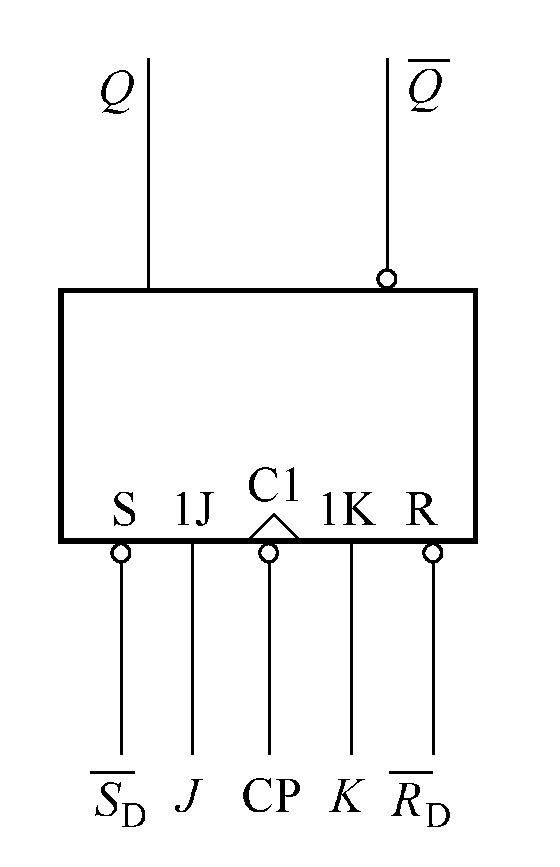 Q Q̅
C1
S 1J 1K R
S̅D J CP K R̅D